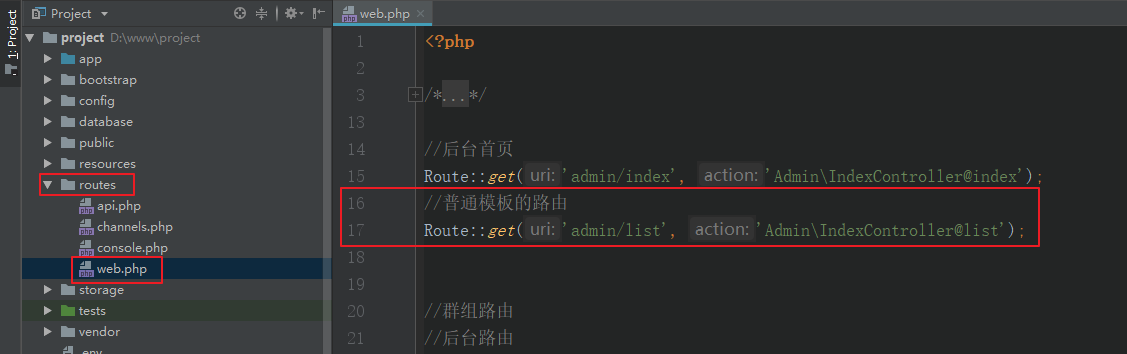 Project
web.php
1: Project
project D:\www\project
app
bootstrap
config
database
public
resources
routes
php api.php
php channels.php
php console.php
php web.php
storage
tests
vendor
.env
1 <?php
2
3 /*...*/
13
14 //后台首页
15 Route::get( uri: 'admin/index', action: 'Admin\IndexController@index');
16 //普通模板的路由
17 Route::get( uri: 'admin/list', action: 'Admin\IndexController@list');
18
19
20 //群组路由
21 //后台路由